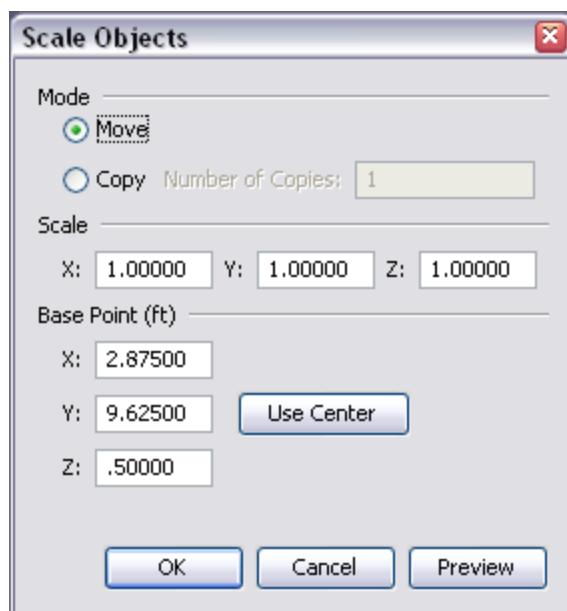 Scale Objects
Mode
Move
Copy Number of Copies: 1
Scale
X: 1.00000 Y: 1.00000 Z: 1.00000
Base Point (ft)
X: 2.87500
Y: 9.62500 Use Center
Z: .50000
OK Cancel Preview